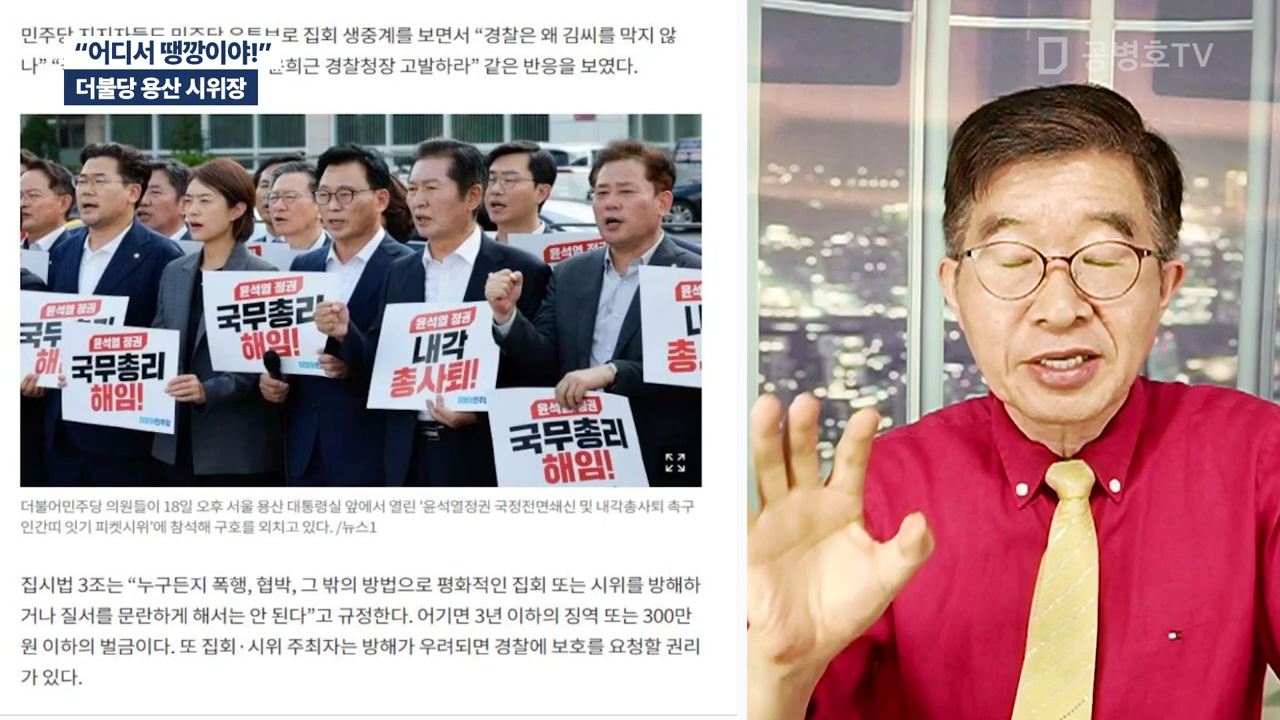 민주당 지지자들도 민주당 유튜브로 집회 생중계를 보면서 “경찰은 왜 김씨를 막지 않
나” 윤희근 경찰청장 고발하라” 같은 반응을 보였다.
“어디서 땡깡이야!”
더불당 용산 시위장
공병호TV
윤석열 정권
국무총리
해임!
윤석열 정권
국무총리
해임!
윤석열 정권
국무총리
해임!
더불어민주당
윤석열 정권
내각
총사퇴!
더불어민주당
윤석열 정권
국무총리
해임!
윤석열 정권
더불어민주당 의원들이 18일 오후 서울 용산 대통령실 앞에서 열린 '윤석열정권 국정전면쇄신 및 내각총사퇴 촉구
인간띠 잇기 피켓시위'에 참석해 구호를 외치고 있다. /뉴스1
집시법 3조는 “누구든지 폭행, 협박, 그 밖의 방법으로 평화적인 집회 또는 시위를 방해하
거나 질서를 문란하게 해서는 안 된다”고 규정한다. 어기면 3년 이하의 징역 또는 300만
원 이하의 벌금이다. 또 집회·시위 주최자는 방해가 우려되면 경찰에 보호를 요청할 권리
가 있다.